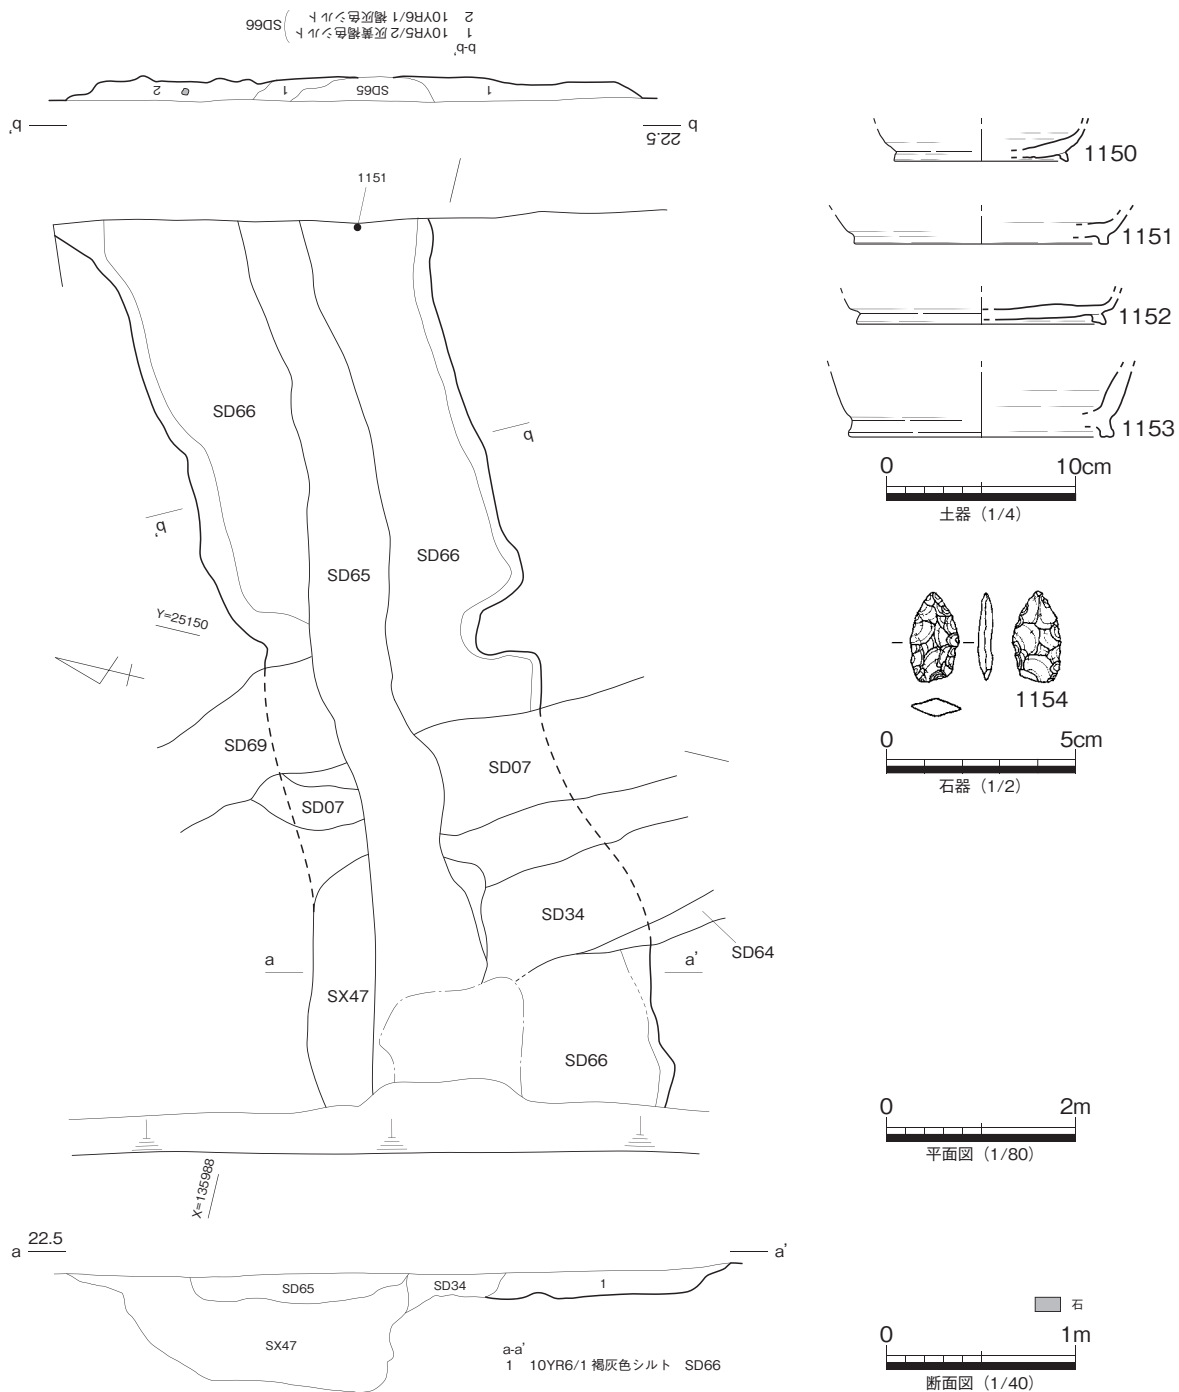 b-b'
1 10YR5/2 灰黄褐色シルト
2 10YR6/1 褐灰色シルト
SD66
2
1
SD65
1
b'
22.5 b
1151
SD66
SD65
SD66
b
b'
Y=25150
SD69
SD07
SD07
SD34
SD64
a
a'
SX47
SD66
X=135988
a 22.5
a'
SD65
SD34
1
SX47
a-a'
1 10YR6/1 褐灰色シルト SD66
1150
1151
1152
1153
0 10cm
土器（1/4）
1154
0 5cm
石器（1/2）
0 2m
平面図（1/80）
石
0 1m
断面図（1/40）